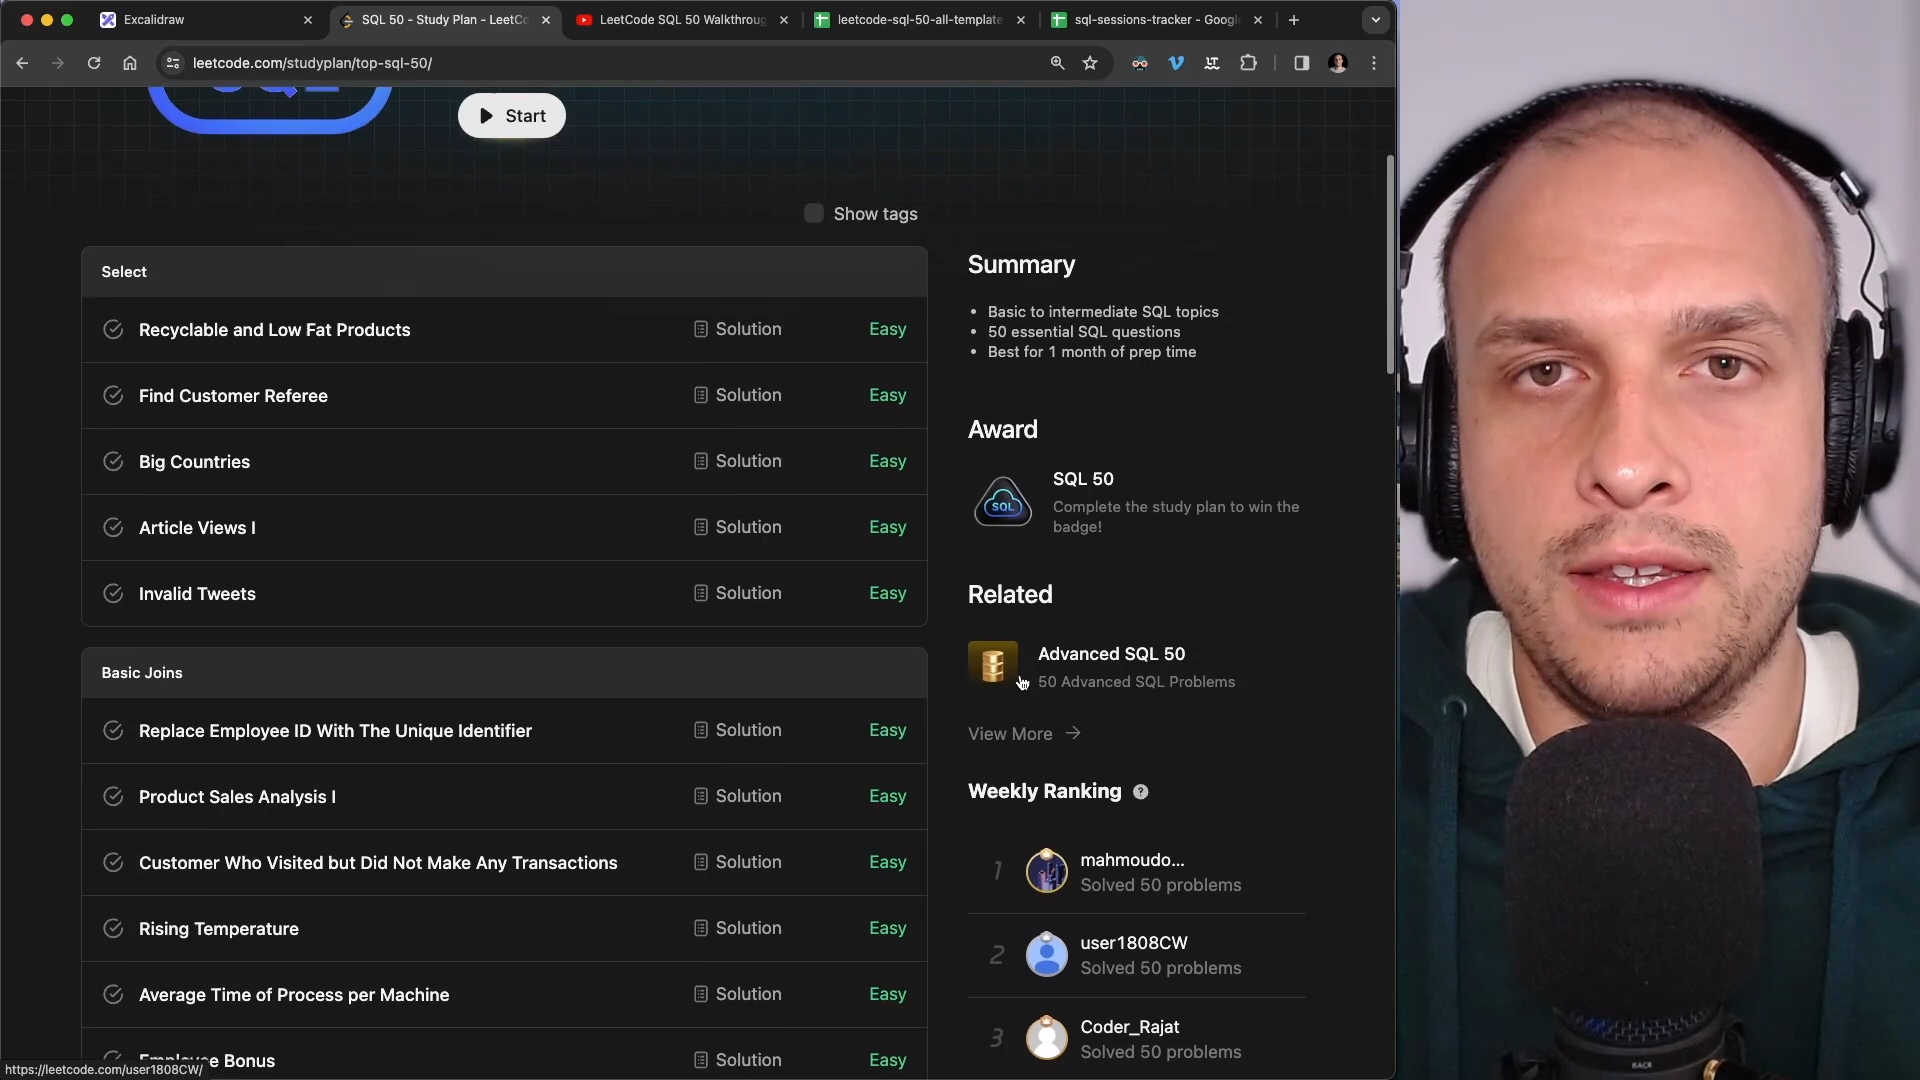 Excalidraw
SQL 50 - Study Plan - LeetCo
LeetCode SQL 50 Walkthroug
leetcode-sql-50-all-template
sql-sessions-tracker - Google
leetcode.com/studyplan/top-sql-50/
Start
Show tags
Select
Recyclable and Low Fat Products Solution Easy
Find Customer Referee Solution Easy
Big Countries Solution Easy
Article Views I Solution Easy
Invalid Tweets Solution Easy
Basic Joins
Replace Employee ID With The Unique Identifier Solution Easy
Product Sales Analysis I Solution Easy
Customer Who Visited but Did Not Make Any Transactions Solution Easy
Rising Temperature Solution Easy
Average Time of Process per Machine Solution Easy
Bonus Solution Easy
https://leetcode.com/user1808CW/
Summary
• Basic to intermediate SQL topics
• 50 essential SQL questions
• Best for 1 month of prep time
Award
SQL
SQL 50
Complete the study plan to win the
badge!
Related
Advanced SQL 50
50 Advanced SQL Problems
View More →
Weekly Ranking ?
1 mahmoudo...
Solved 50 problems
2 user1808CW
Solved 50 problems
3 Coder_Rajat
Solved 50 problems
BACK